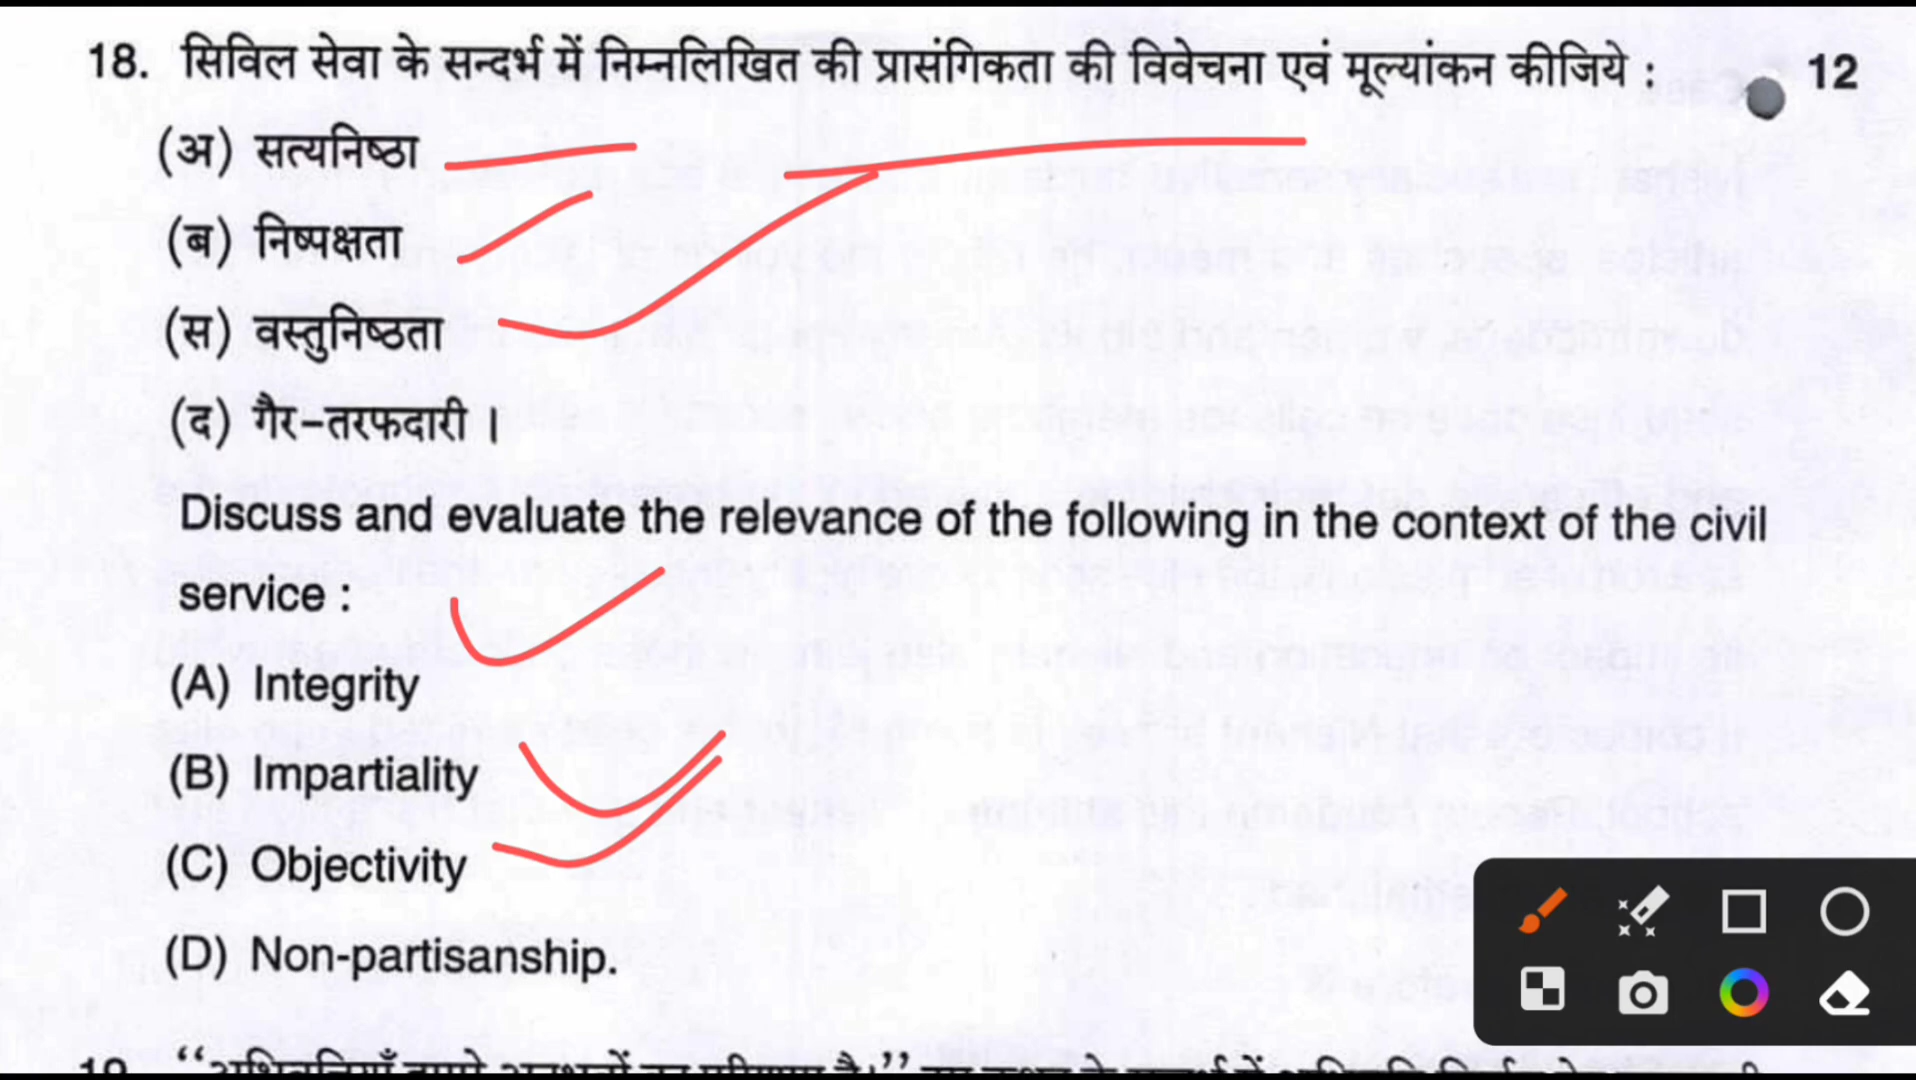 18. सिविल सेवा के सन्दर्भ में निम्नलिखित की प्रासंगिकता की विवेचना एवं मूल्यांकन कीजिये : 12
(अ) सत्यनिष्ठा
(ब) निष्पक्षता
(स) वस्तुनिष्ठता
(द) गैर-तरफदारी ।
Discuss and evaluate the relevance of the following in the context of the civil
service :
(A) Integrity
(B) Impartiality
(C) Objectivity
(D) Non-partisanship.
19.